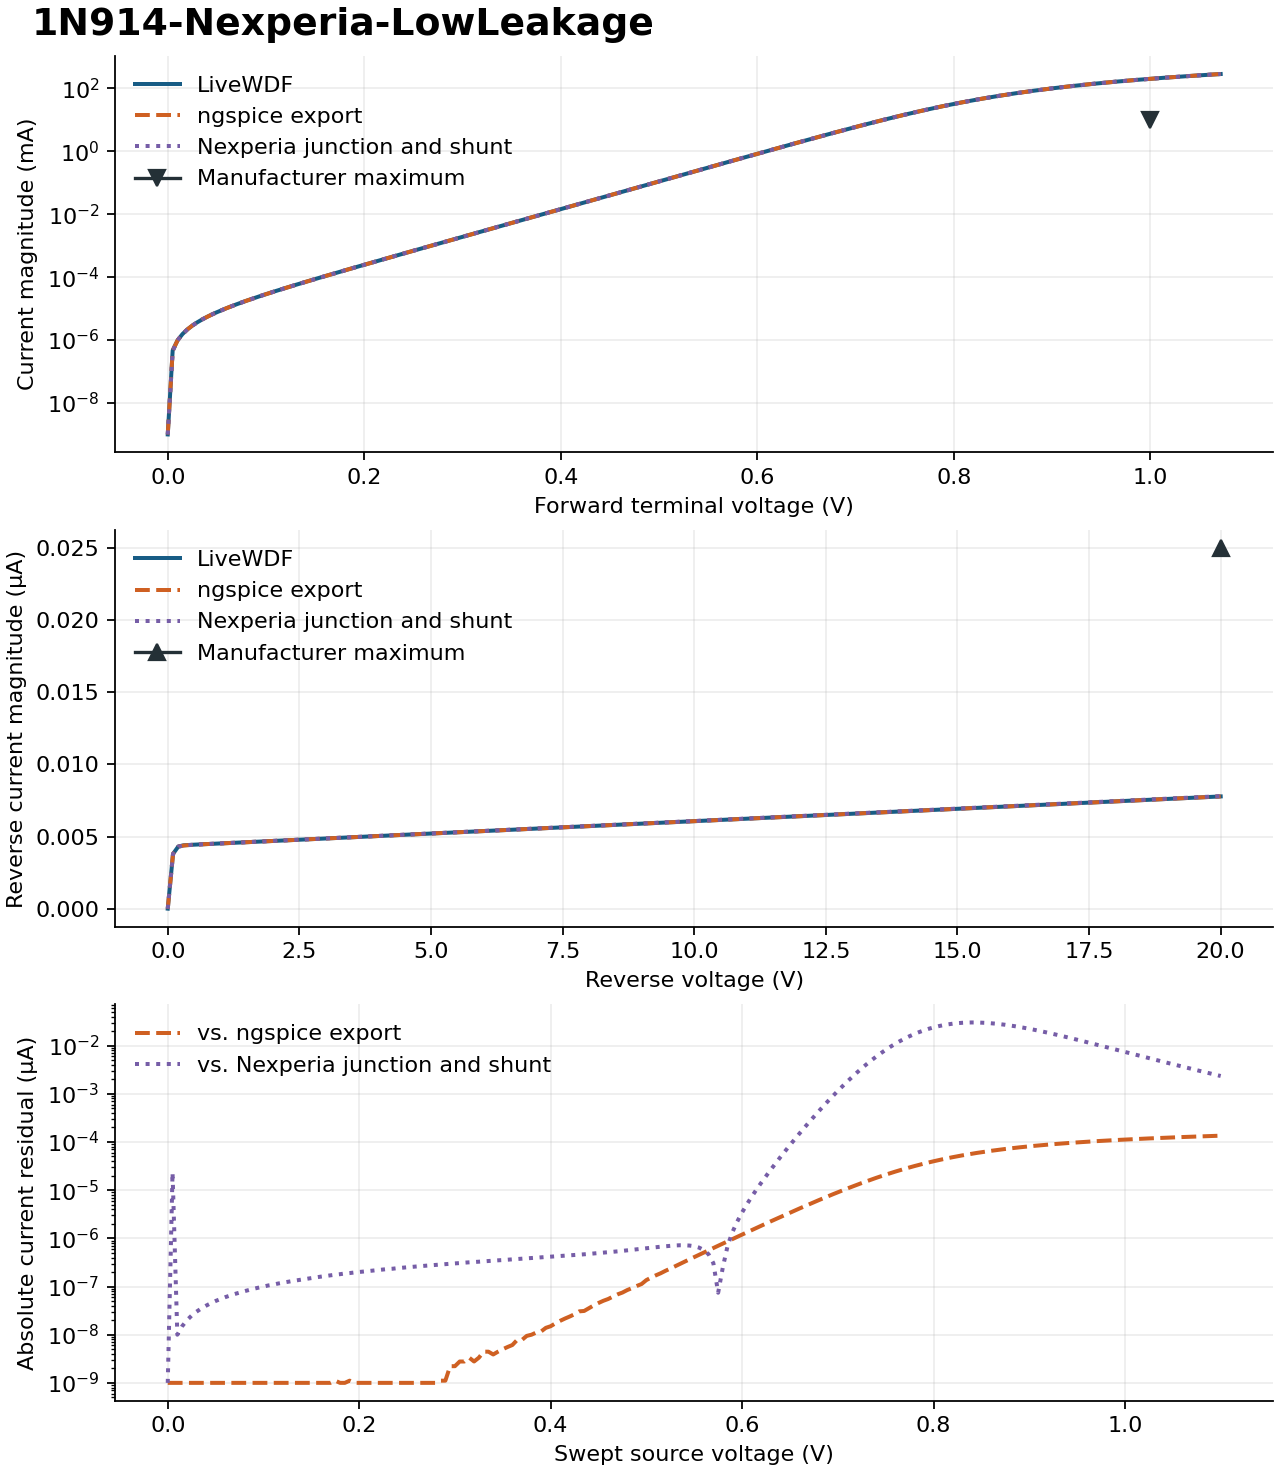 1N914-Nexperia-LowLeakage
LiveWDF
ngspice export
Nexperia junction and shunt
Manufacturer maximum
Current magnitude (mA)
10²
10⁰
10⁻²
10⁻⁴
10⁻⁶
10⁻⁸
0.0 0.2 0.4 0.6 0.8 1.0
Forward terminal voltage (V)
LiveWDF
ngspice export
Nexperia junction and shunt
Manufacturer maximum
Reverse current magnitude (µA)
0.025
0.020
0.015
0.010
0.005
0.000
0.0 2.5 5.0 7.5 10.0 12.5 15.0 17.5 20.0
Reverse voltage (V)
vs. ngspice export
vs. Nexperia junction and shunt
Absolute current residual (µA)
10⁻²
10⁻³
10⁻⁴
10⁻⁵
10⁻⁶
10⁻⁷
10⁻⁸
10⁻⁹
0.0 0.2 0.4 0.6 0.8 1.0
Swept source voltage (V)